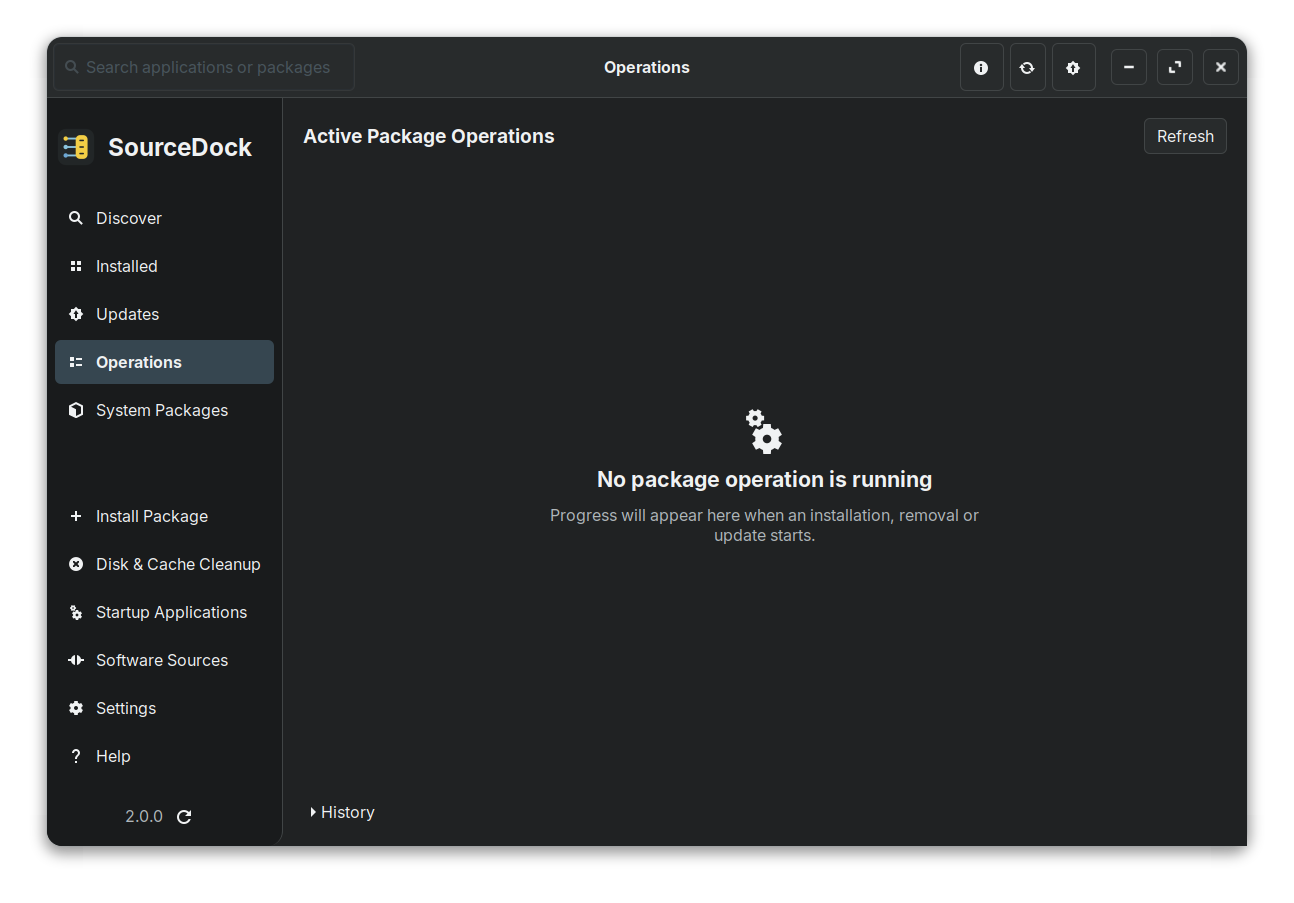 Search applications or packages
Operations
SourceDock
Discover
Installed
Updates
Operations
System Packages
Install Package
Disk & Cache Cleanup
Startup Applications
Software Sources
Settings
Help
2.0.0
Active Package Operations
Refresh
No package operation is running
Progress will appear here when an installation, removal or
update starts.
History